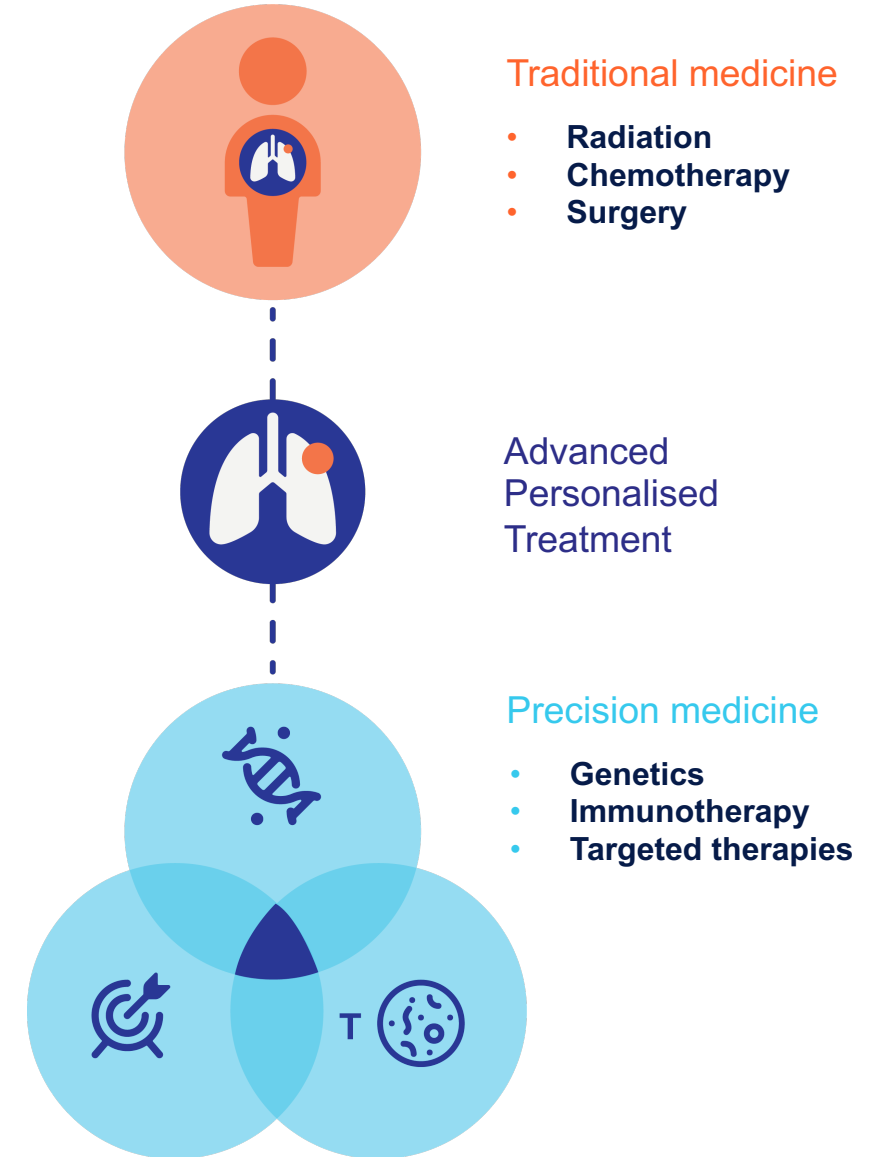 Traditional medicine
• Radiation
• Chemotherapy
• Surgery
Advanced
Personalised
Treatment
Precision medicine
• Genetics
• Immunotherapy
• Targeted therapies
T